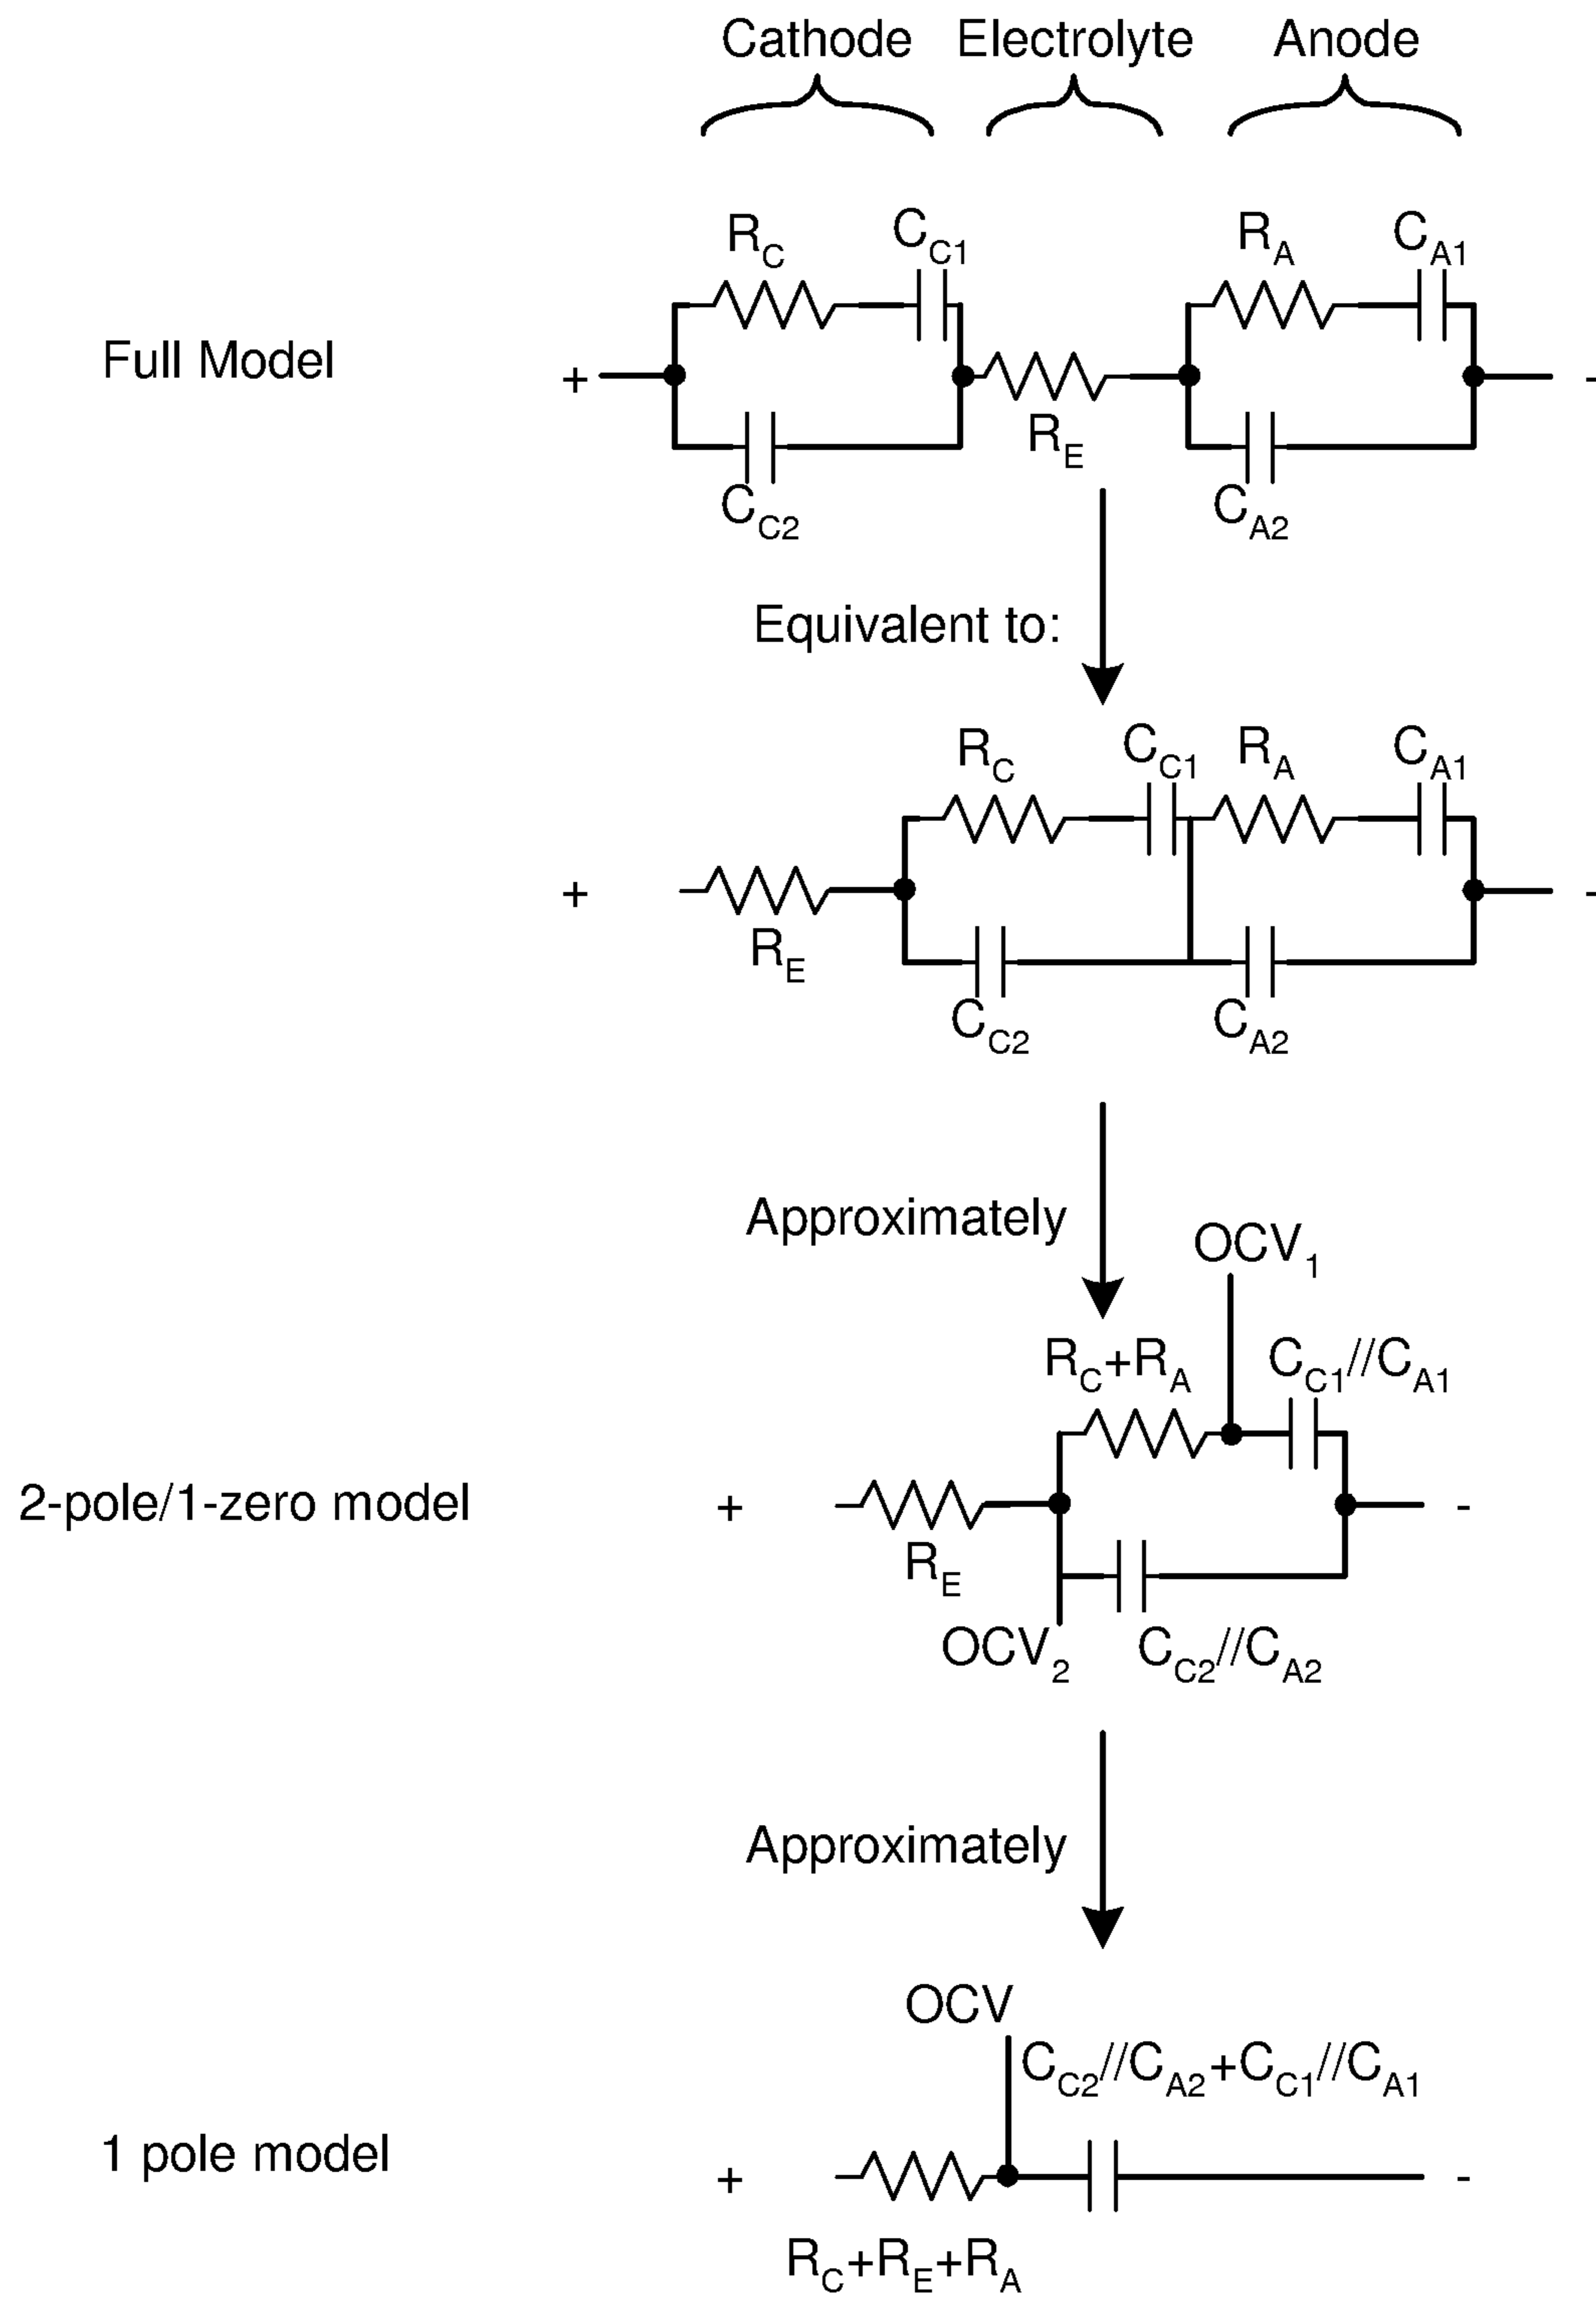 Cathode Electrolyte Anode
R_C C_C1 R_A C_A1
Full Model + -
R_E
C_C2 C_A2
Equivalent to:
R_C C_C1 R_A C_A1
+ -
R_E
C_C2 C_A2
Approximately
OCV_1
R_C+R_A C_C1//C_A1
2-pole/1-zero model + -
R_E
OCV_2 C_C2//C_A2
Approximately
OCV
C_C2//C_A2+C_C1//C_A1
1 pole model + -
R_C+R_E+R_A